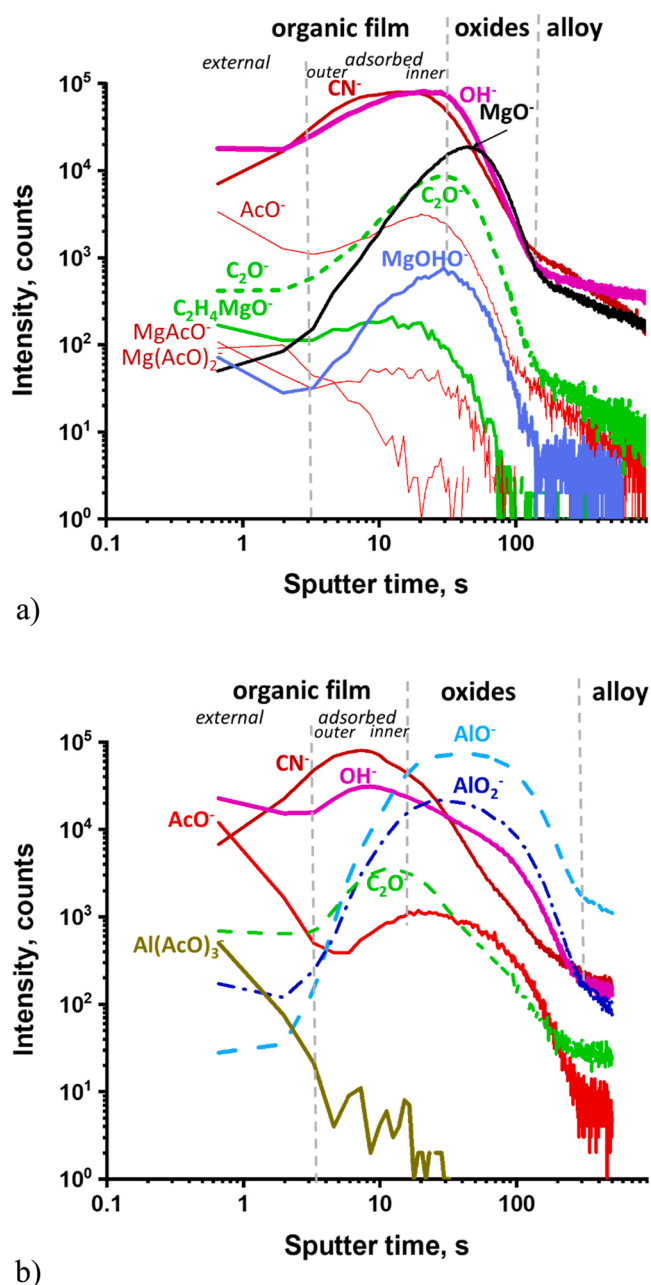 organic film oxides alloy
external outer adsorbed inner
10⁵
CN⁻
OH⁻
MgO⁻
10⁴
AcO⁻
C₂O⁻
10³
C₂O⁻
MgOHO⁻
C₂H₄MgO⁻
10²
MgAcO⁻
Mg(AcO)₂⁻
10¹
10⁰
Intensity, counts
0.1 1 10 100
Sputter time, s
a)
organic film oxides alloy
external adsorbed
outer inner
10⁵
AlO⁻
CN⁻
OH⁻
AlO₂⁻
10⁴
AcO⁻
C₂O⁻
10³
Al(AcO)₃⁻
10²
10¹
10⁰
Intensity, counts
0.1 1 10 100
Sputter time, s
b)